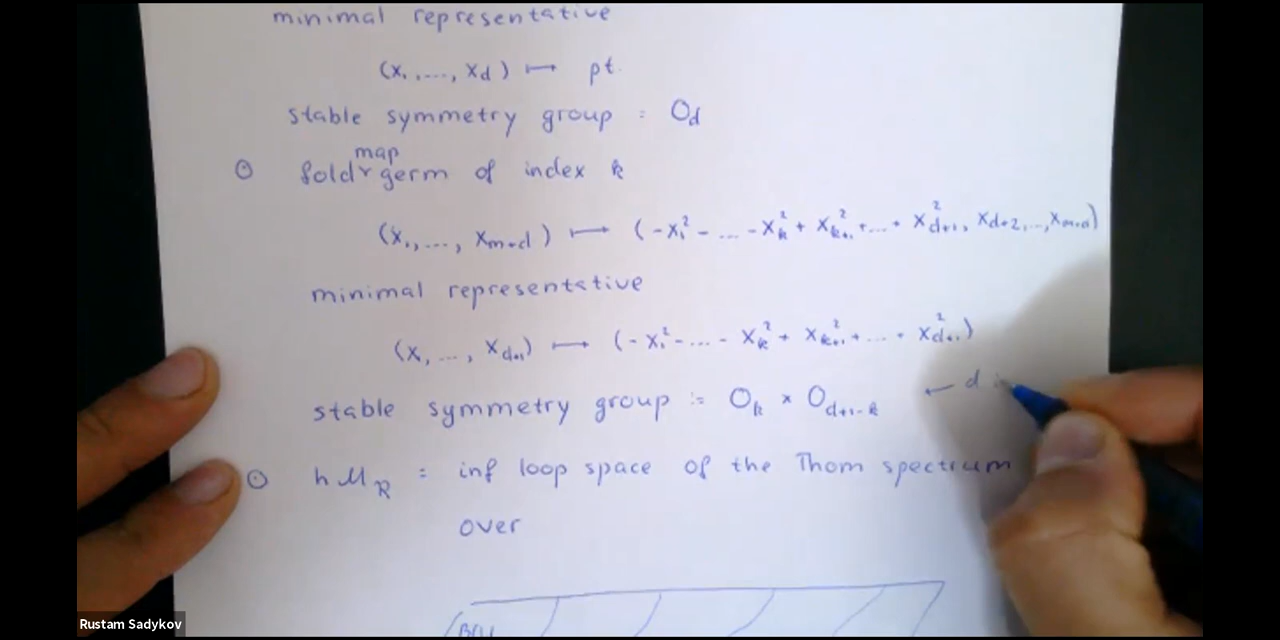 minimal representative
(x₁, ..., x_d) ⟼ pt.
stable symmetry group : O_d
⊙ fold map germ of index k
(x₁, ..., x_{m+d}) ⟼ (-x₁² - ... - x_k² + x_{k+1}² + ... + x_{d+1}², x_{d+2}, ..., x_{m+d})
minimal representative
(x₁, ..., x_{d+1}) ⟼ (-x₁² - ... - x_k² + x_{k+1}² + ... + x_{d+1}²)
stable symmetry group := O_k × O_{d+1-k} ← d
⊙ hM_R = inf loop space of the Thom spectrum
over
Rustam Sadykov